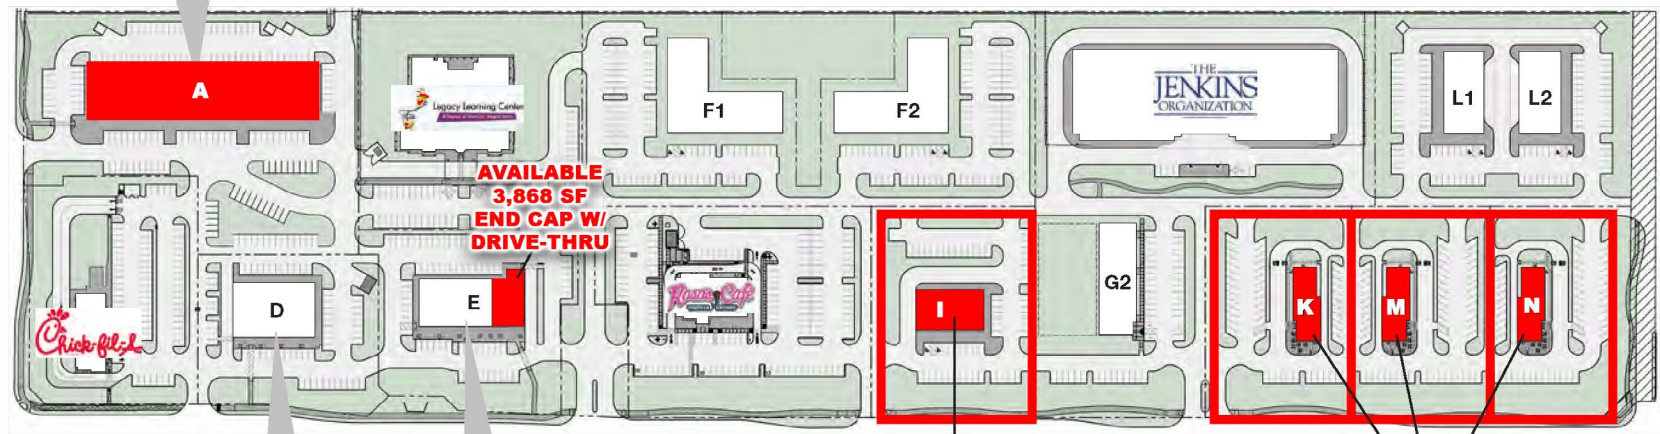 A
Legacy Learning Center
F1
F2
THE
JENKINS
ORGANIZATION
L1
L2
AVAILABLE
3,868 SF
END CAP W/
DRIVE-THRU
Chick-fil-A
D
E
Rosa's Café
I
G2
K
M
N